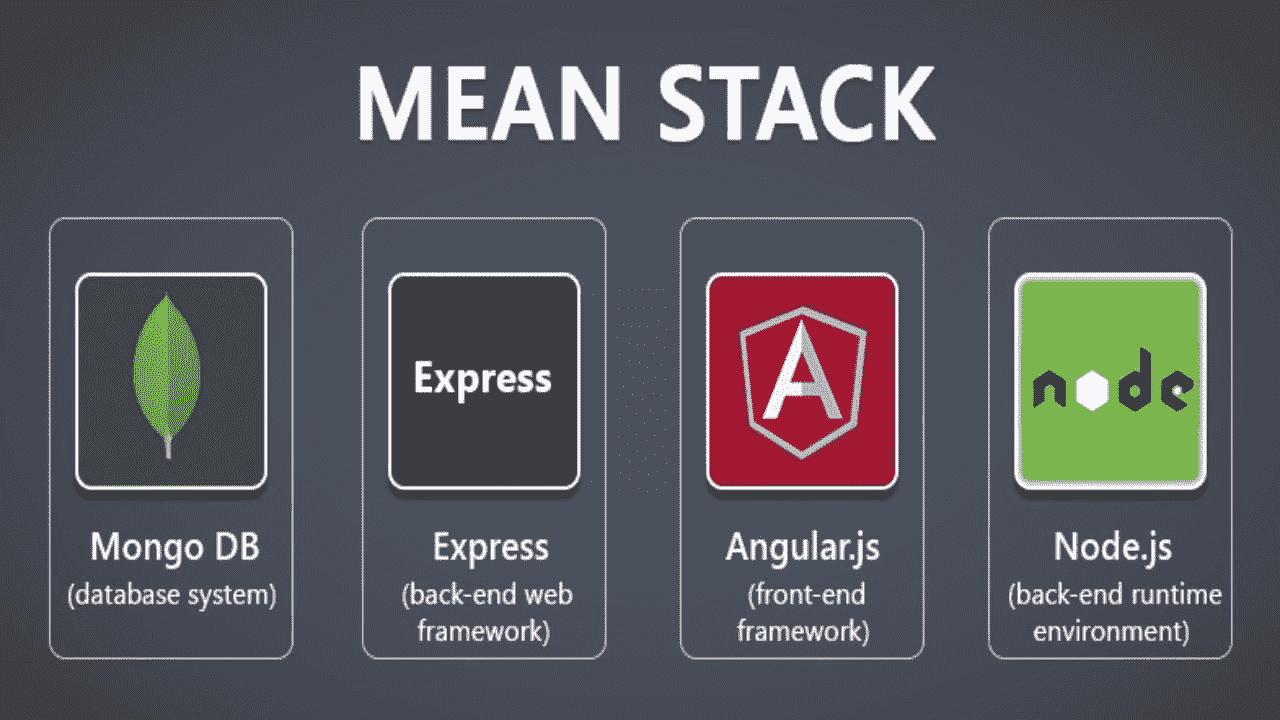 MEAN STACK
Express
node
Mongo DB
(database system)
Express
(back-end web
framework)
Angular.js
(front-end
framework)
Node.js
(back-end runtime
environment)